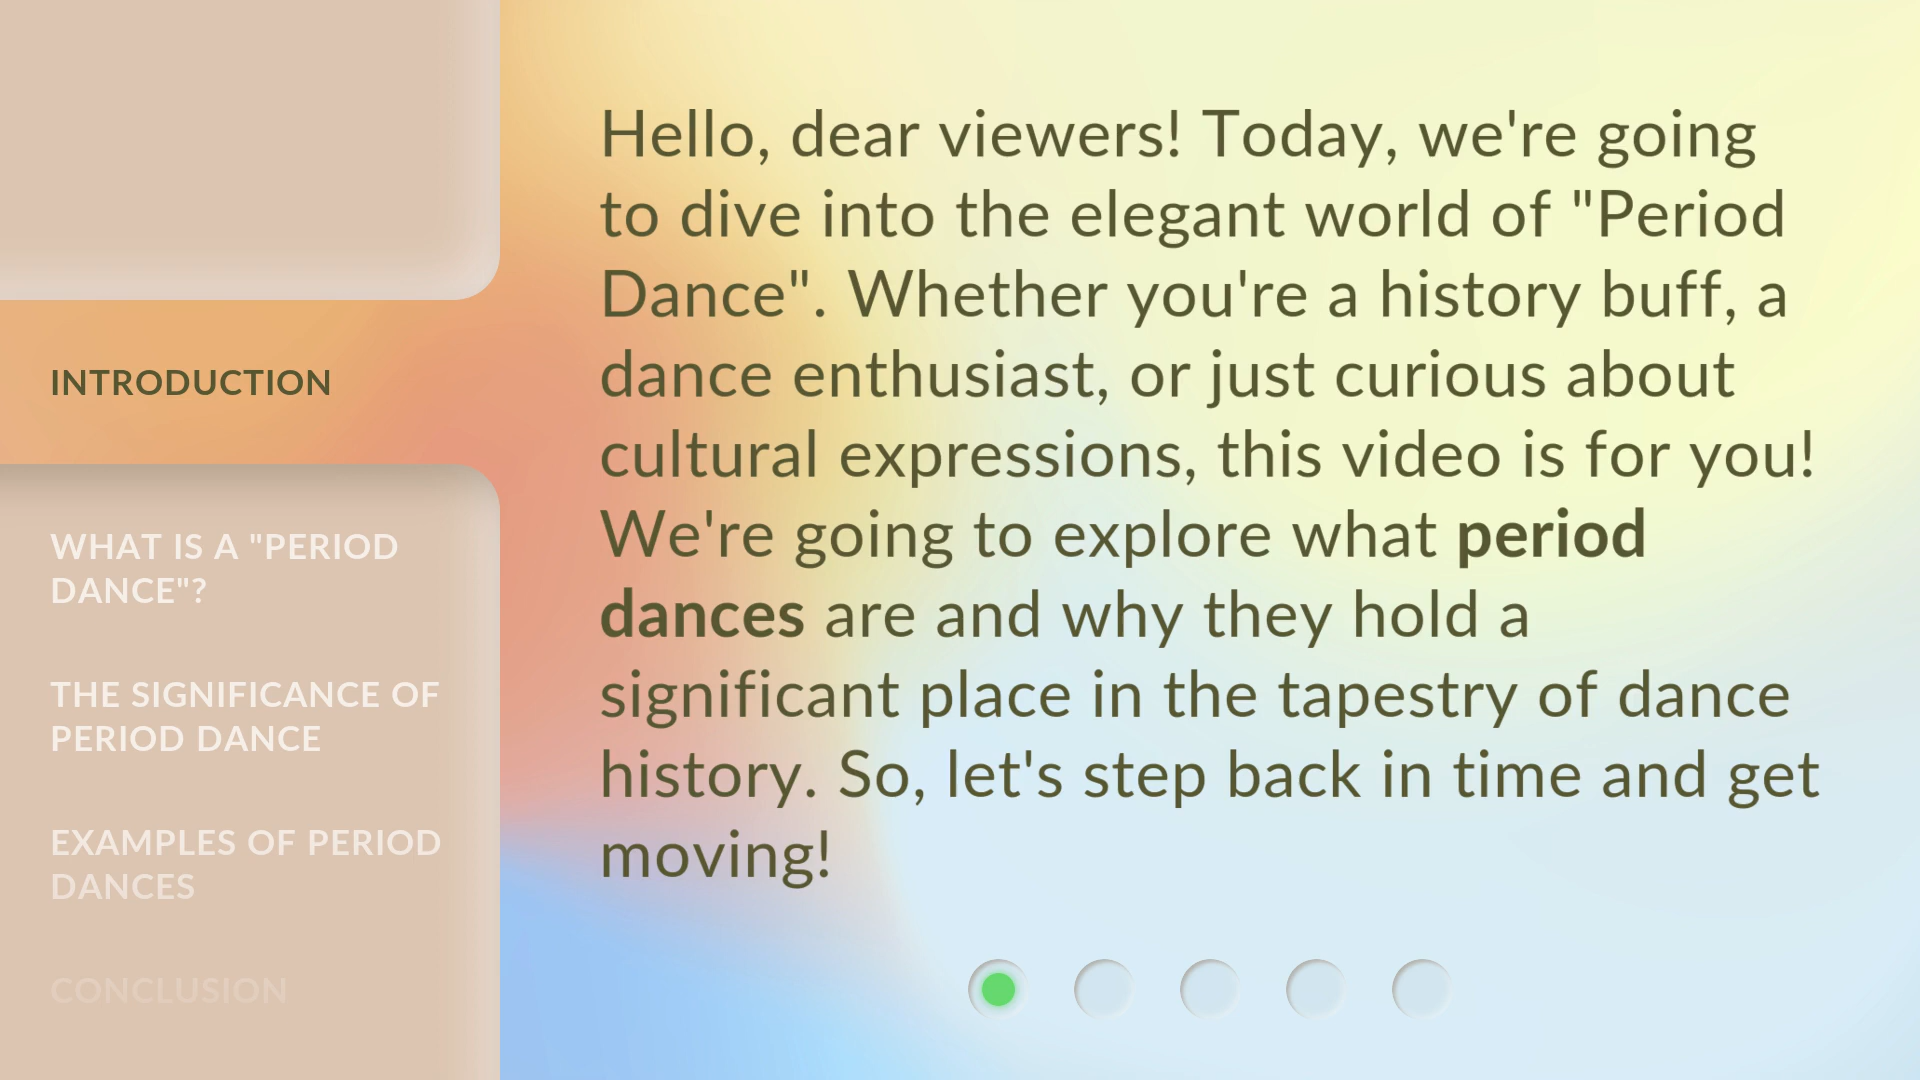 INTRODUCTION
WHAT IS A "PERIOD
DANCE"?
THE SIGNIFICANCE OF
PERIOD DANCE
EXAMPLES OF PERIOD
DANCES
CONCLUSION
Hello, dear viewers! Today, we're going
to dive into the elegant world of "Period
Dance". Whether you're a history buff, a
dance enthusiast, or just curious about
cultural expressions, this video is for you!
We're going to explore what period
dances are and why they hold a
significant place in the tapestry of dance
history. So, let's step back in time and get
moving!